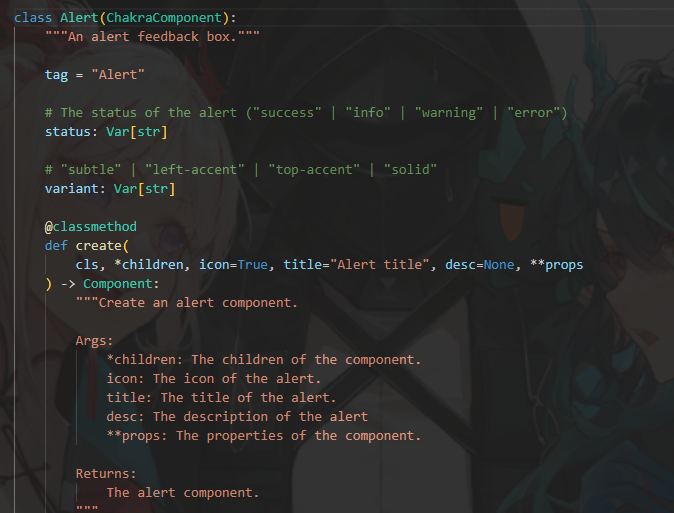 class Alert(ChakraComponent):
    """An alert feedback box."""
    tag = "Alert"
    # The status of the alert ("success" | "info" | "warning" | "error")
    status: Var[str]
    # "subtle" | "left-accent" | "top-accent" | "solid"
    variant: Var[str]
    @classmethod
    def create(
        cls, *children, icon=True, title="Alert title", desc=None, **props
    ) -> Component:
        """Create an alert component.
        Args:
            *children: The children of the component.
            icon: The icon of the alert.
            title: The title of the alert.
            desc: The description of the alert
            **props: The properties of the component.
        Returns:
            The alert component.
        """